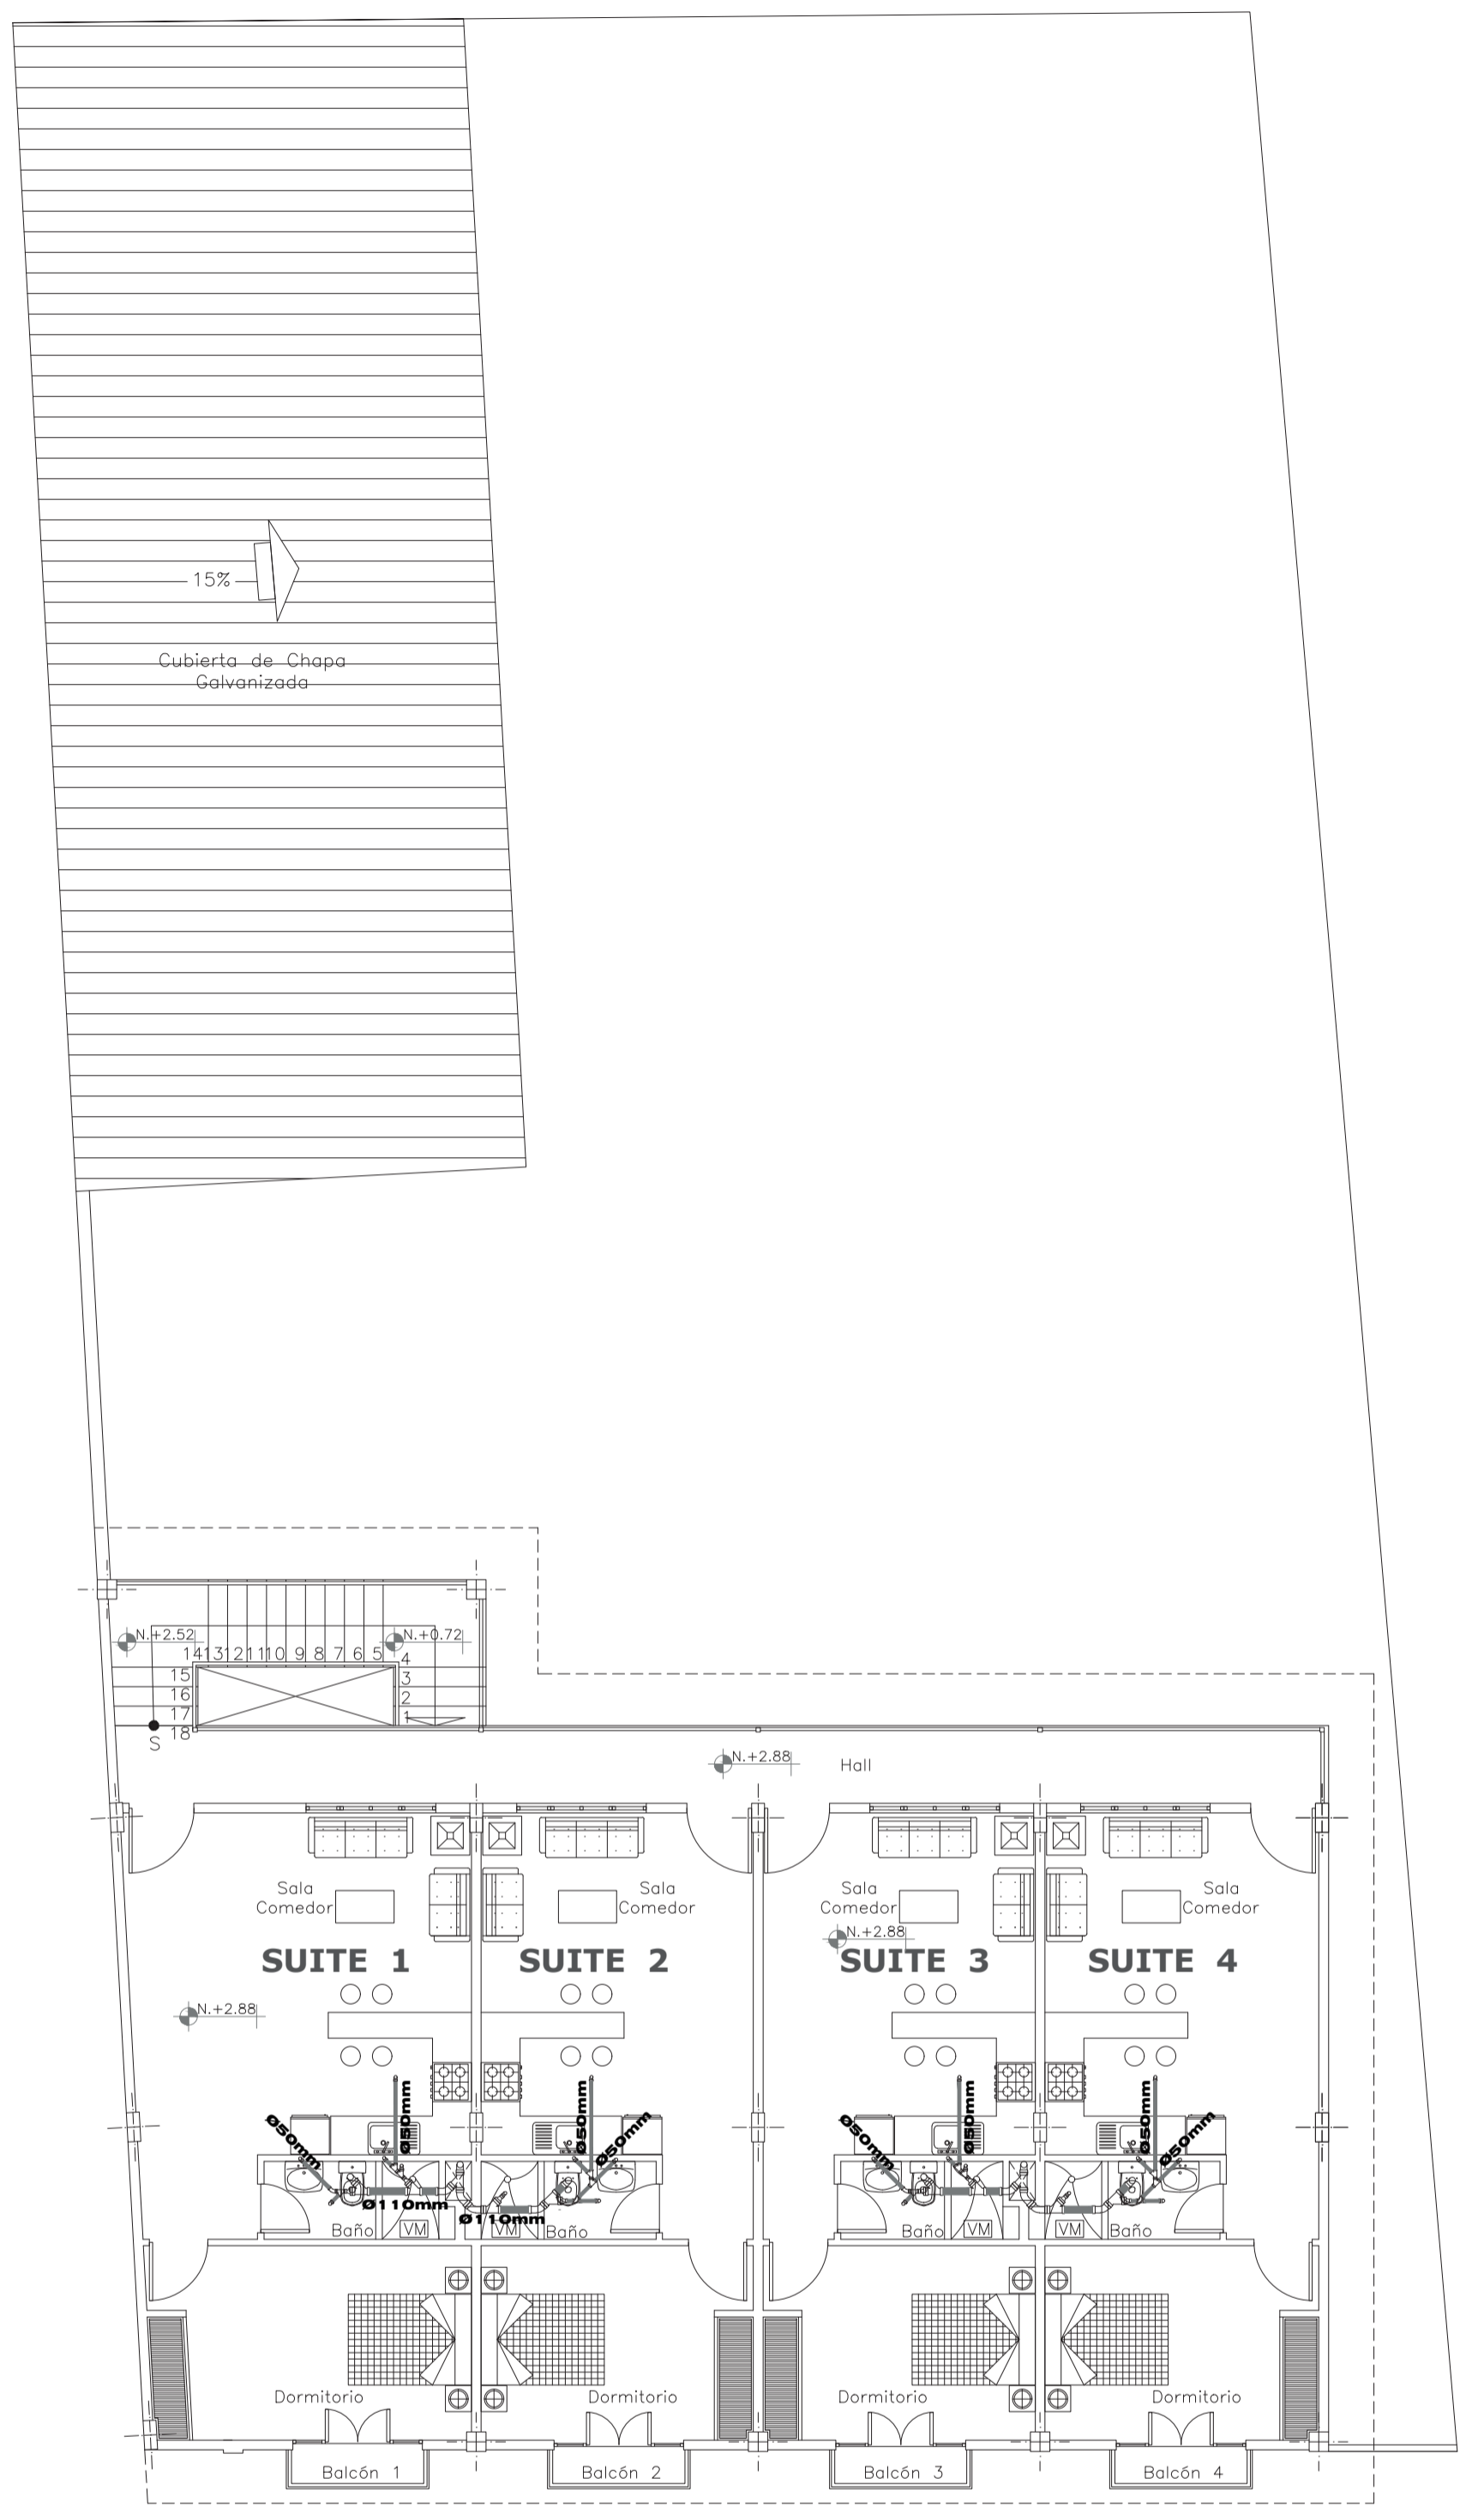 15%
Cubierta de Chapa
Galvanizada
N.+2.52
N.+0.72
14 13 12 11 10 9 8 7 6 5 4
15 3
16 2
17 1
18
S
N.+2.88
Hall
Sala Sala Sala Sala
Comedor Comedor Comedor Comedor
N.+2.88
SUITE 1 SUITE 2 SUITE 3 SUITE 4
N.+2.88
Ø50mm Ø50mm Ø50mm Ø50mm Ø50mm Ø50mm Ø50mm Ø50mm
Ø110mm
Ø110mm
Baño VM VM Baño Baño VM VM Baño
Dormitorio Dormitorio Dormitorio Dormitorio
Balcón 1 Balcón 2 Balcón 3 Balcón 4